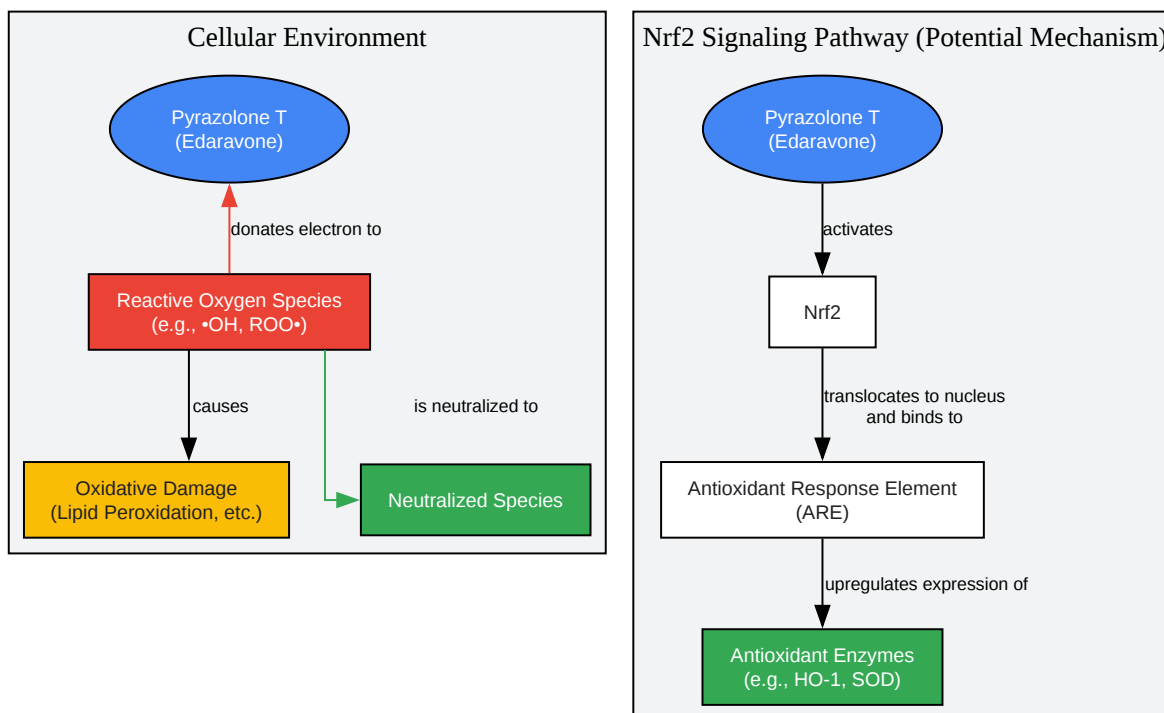 Cellular Environment
Pyrazolone T
(Edaravone)
donates electron to
Reactive Oxygen Species
(e.g., •OH, ROO•)
causes
is neutralized to
Oxidative Damage
(Lipid Peroxidation, etc.)
Neutralized Species
Nrf2 Signaling Pathway (Potential Mechanism)
Pyrazolone T
(Edaravone)
activates
Nrf2
translocates to nucleus
and binds to
Antioxidant Response Element
(ARE)
upregulates expression of
Antioxidant Enzymes
(e.g., HO-1, SOD)